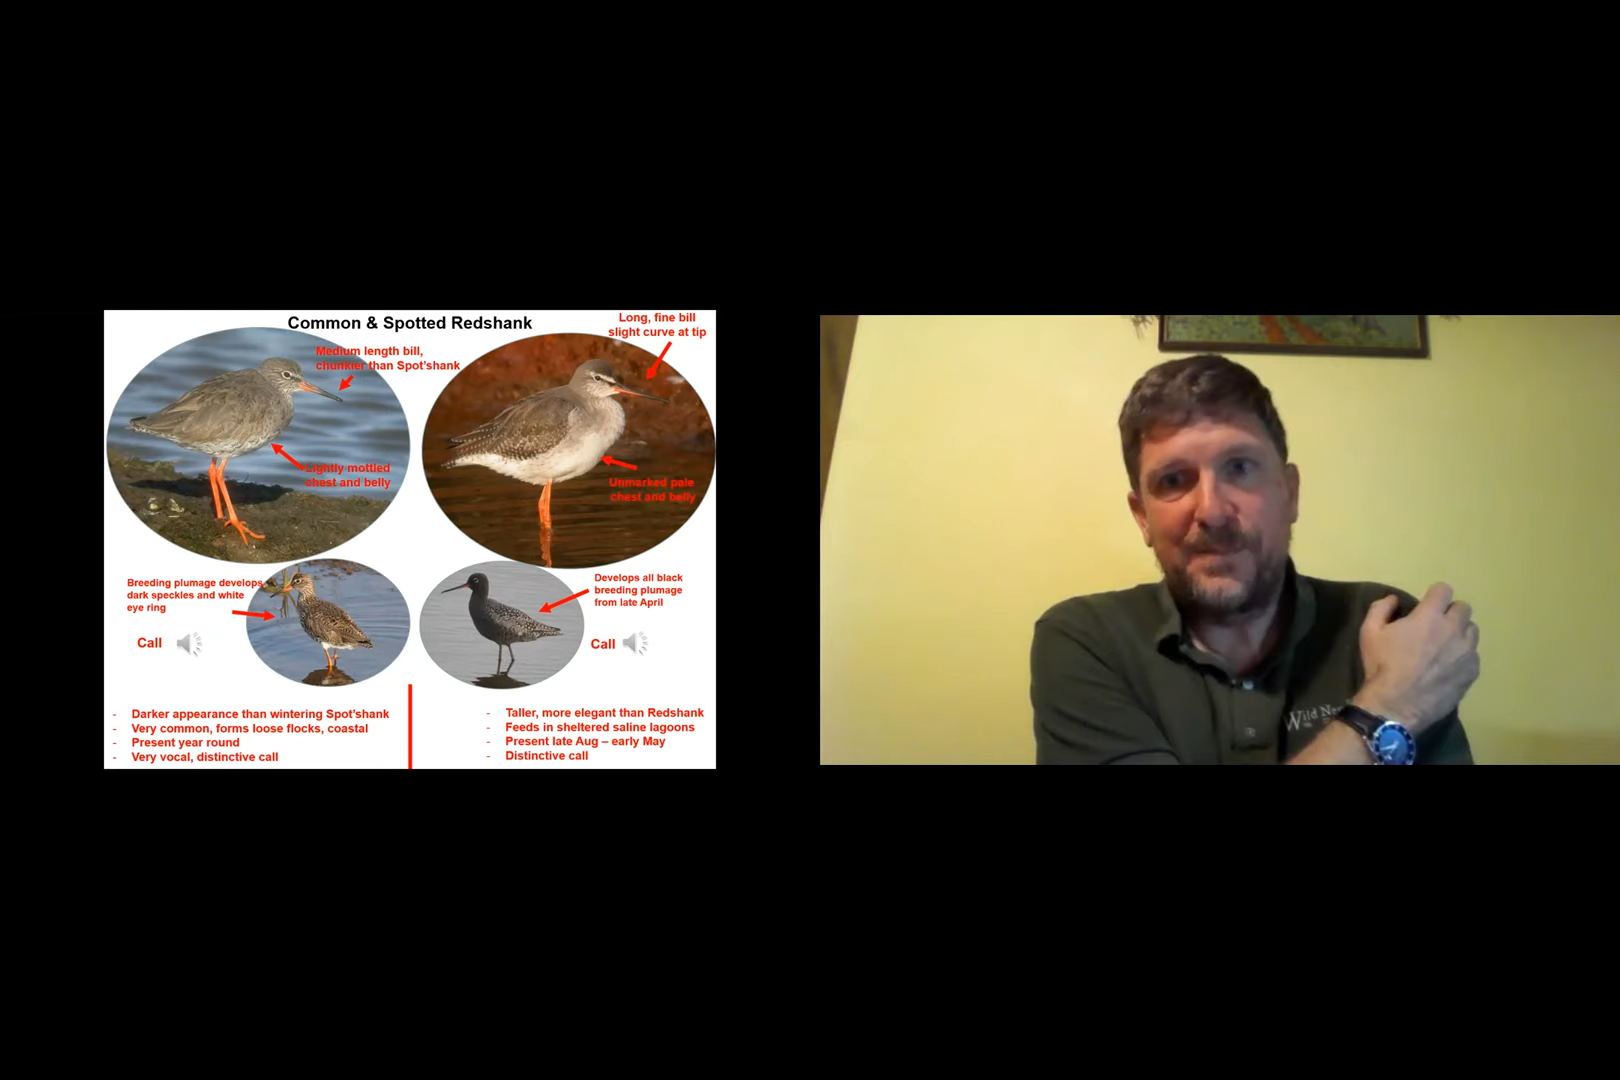 Common & Spotted Redshank
Long, fine bill
slight curve at tip
Medium length bill,
chunkier than Spot'shank
Lightly mottled
chest and belly
Unmarked pale
chest and belly
Breeding plumage develops
dark speckles and white
eye ring
Develops all black
breeding plumage
from late April
Call
Call
- Darker appearance than wintering Spot'shank
- Very common, forms loose flocks, coastal
- Present year round
- Very vocal, distinctive call
- Taller, more elegant than Redshank
- Feeds in sheltered saline lagoons
- Present late Aug – early May
- Distinctive call
Wild